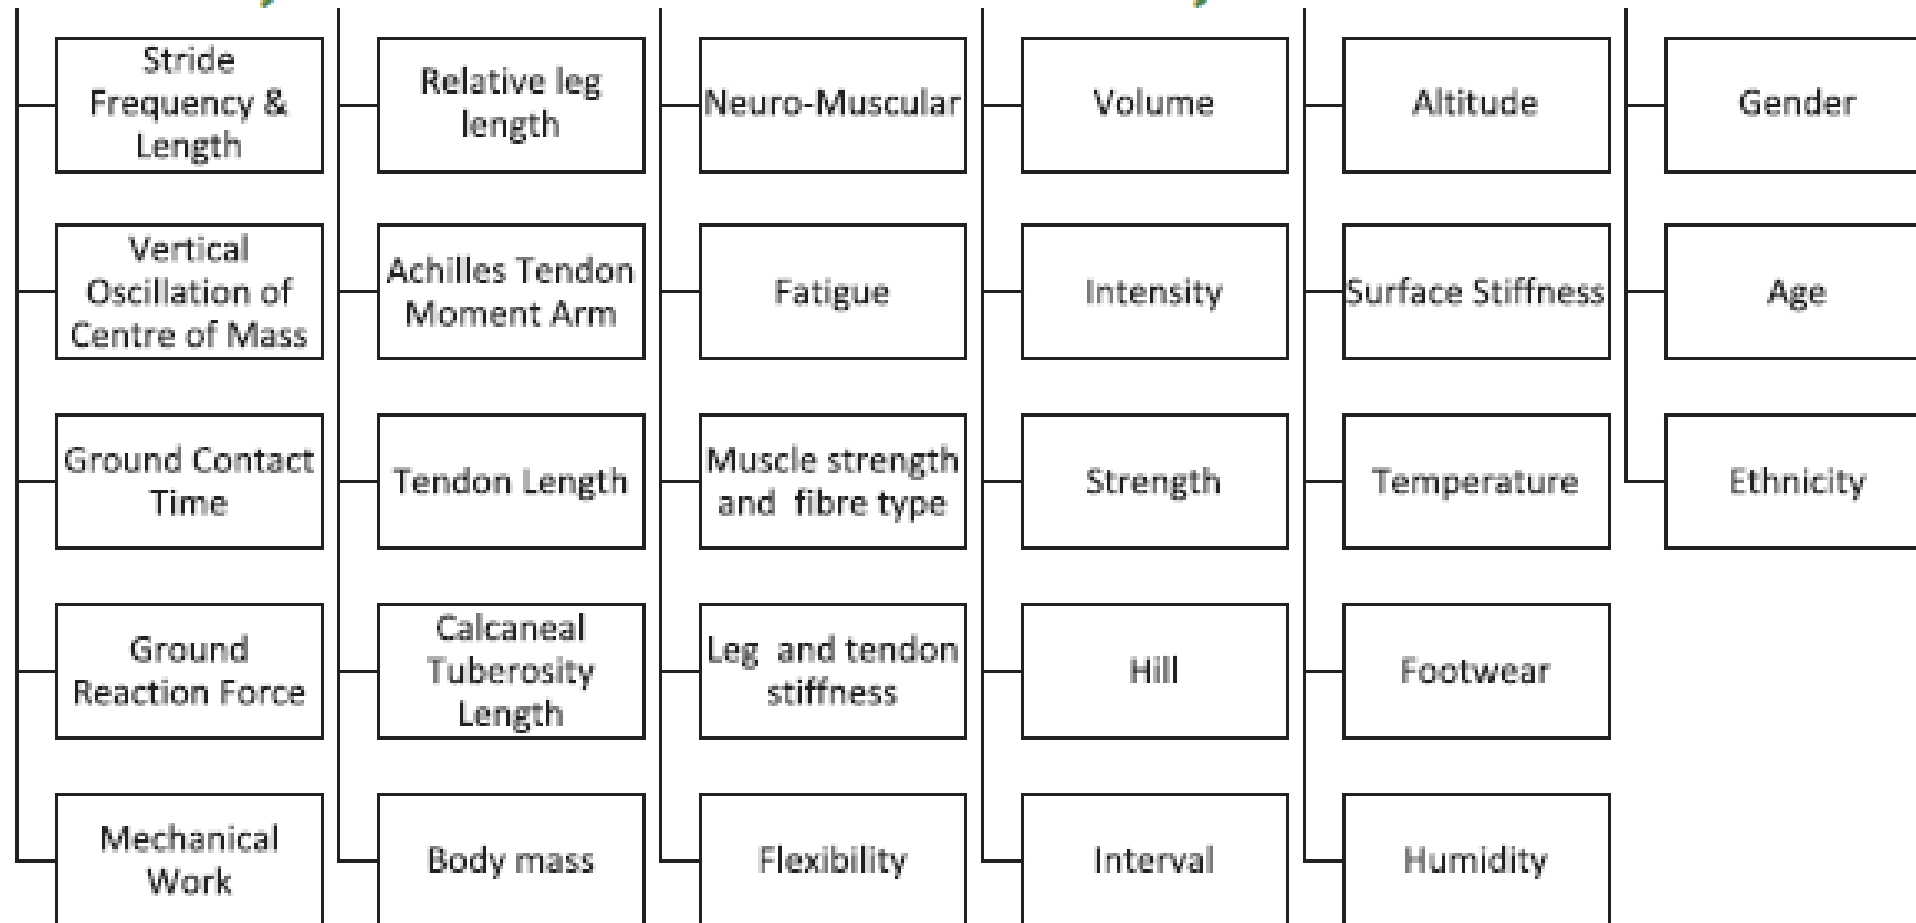 Stride
Frequency &
Length
Relative leg
length
Neuro-Muscular
Volume
Altitude
Gender
Vertical
Oscillation of
Centre of Mass
Achilles Tendon
Moment Arm
Fatigue
Intensity
Surface Stiffness
Age
Ground Contact
Time
Tendon Length
Muscle strength
and fibre type
Strength
Temperature
Ethnicity
Ground
Reaction Force
Calcaneal
Tuberosity
Length
Leg and tendon
stiffness
Hill
Footwear
Mechanical
Work
Body mass
Flexibility
Interval
Humidity